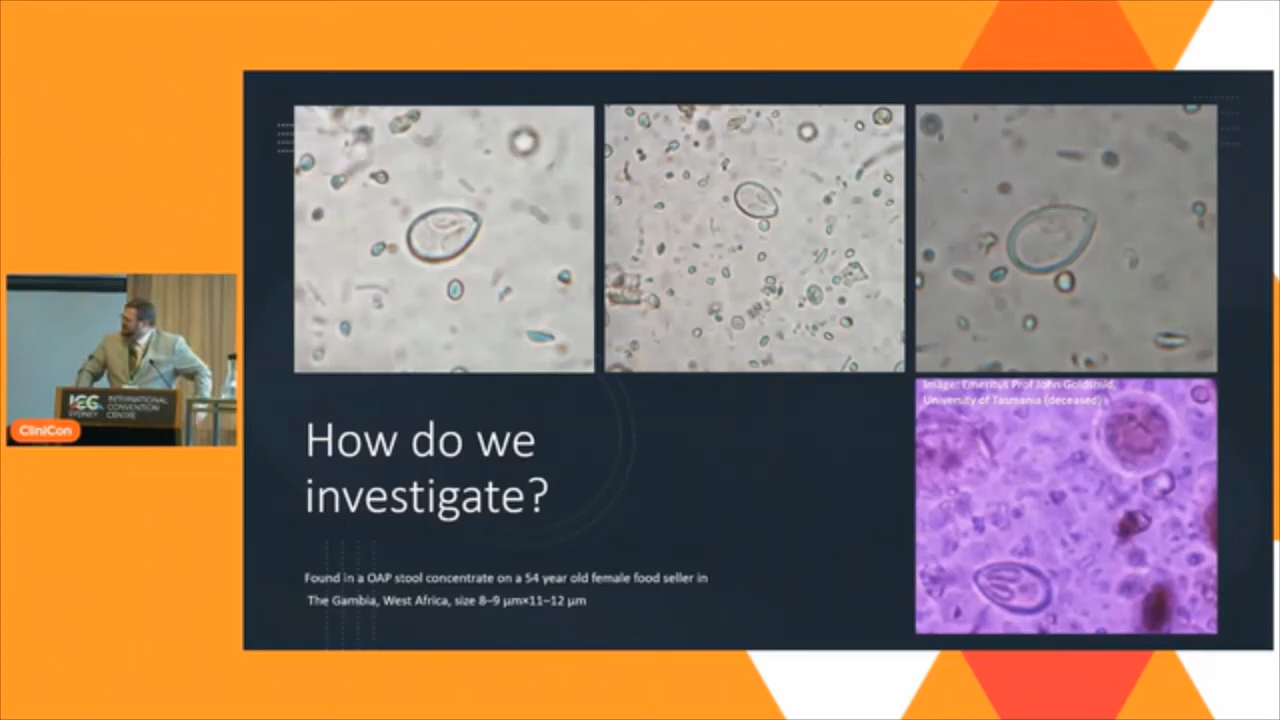 Image: Emeritus Prof John Goldsmid,
University of Tasmania (deceased)
How do we
investigate?
Found in a OAP stool concentrate on a 54 year old female food seller in
The Gambia, West Africa, size 8–9 µm×11–12 µm
ICC
SYDNEY
INTERNATIONAL
CONVENTION
CENTRE
CliniCon